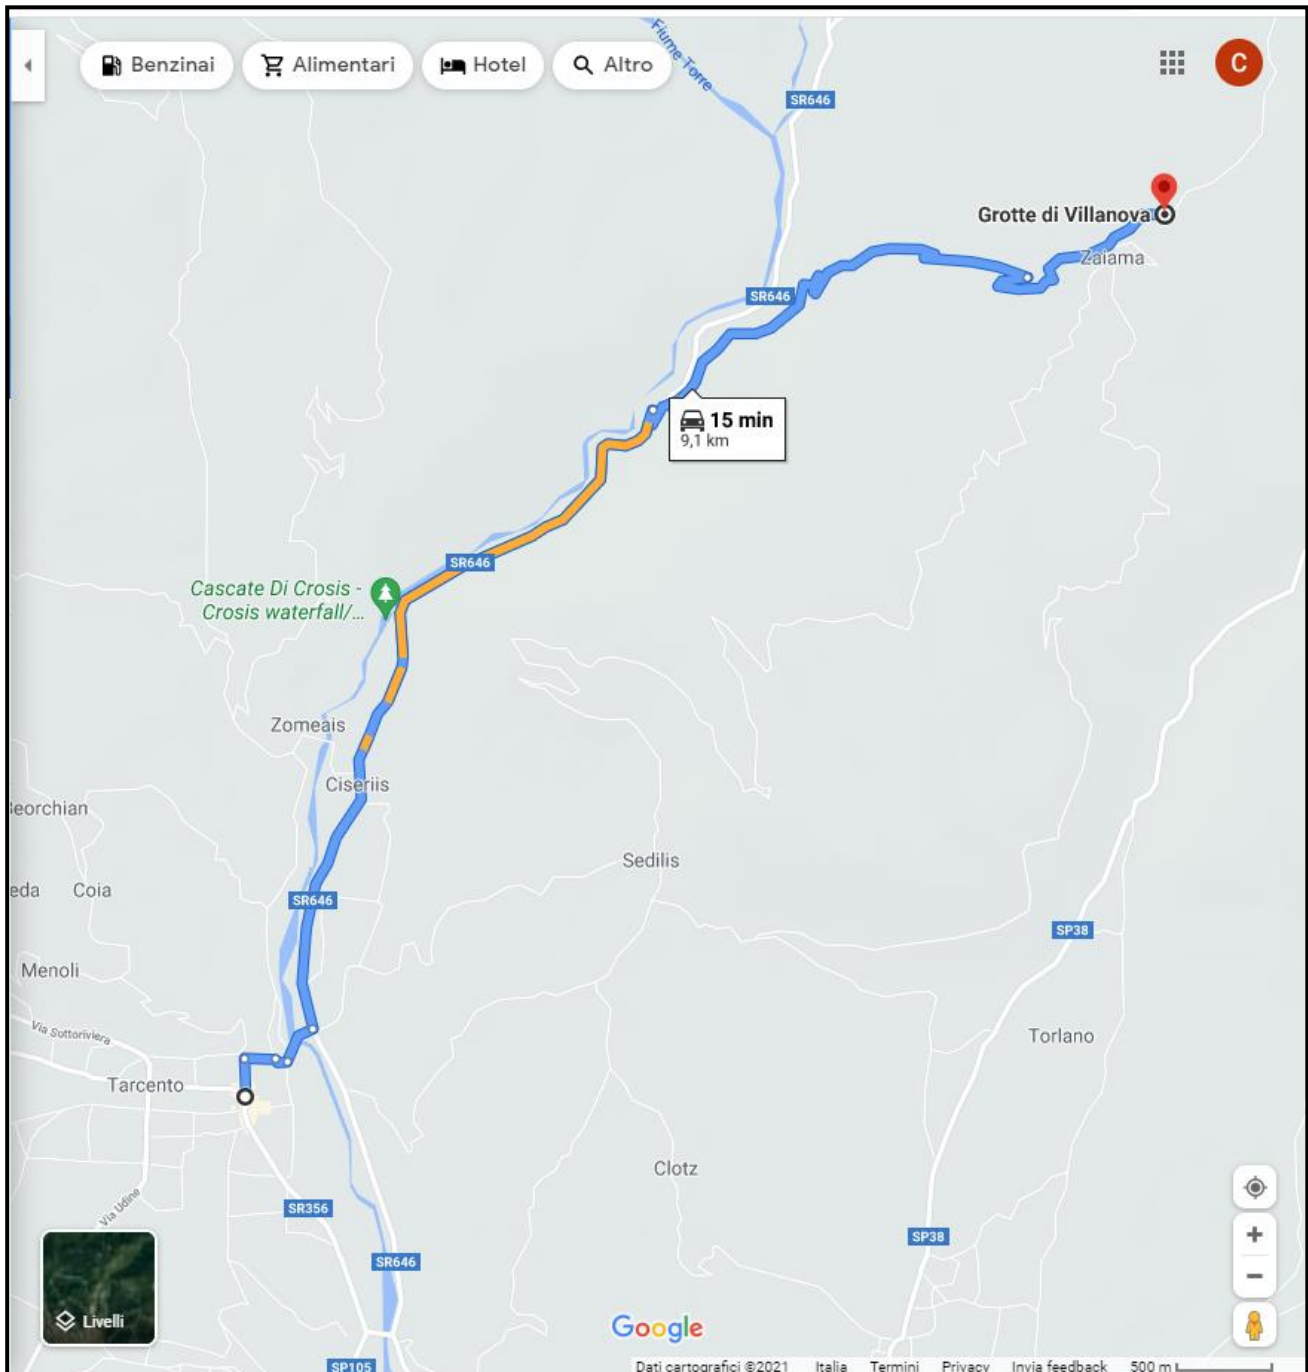 Benzinai
Alimentari
Hotel
Altro
C
Fiume Torre
SR646
Grotte di Villanova
Zaiama
SR646
15 min
9,1 km
SR646
Cascate Di Crosis -
Crosis waterfall/...
Zomeais
Ciseriis
Beorchian
Sedilis
eda
Coia
SR646
SP38
Menoli
Via Sottoriviera
Torlano
Tarcento
Clotz
Via Udine
SR356
SP38
SR646
Livelli
Google
SP105
Dati cartografici ©2021
Italia
Termini
Privacy
Invia feedback
500 m